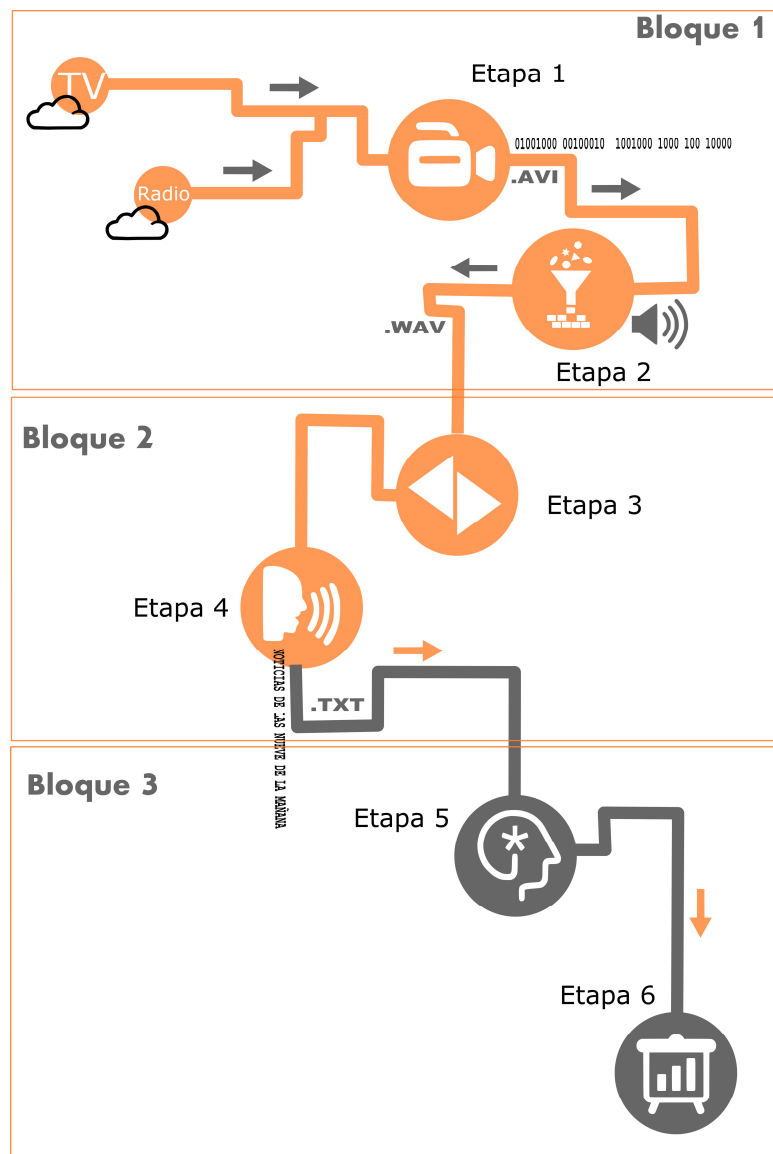 Bloque 1
Etapa 1
TV
01001000 00100010 1001000 1000 100 10000
.AVI
Radio
.WAV
Etapa 2
Bloque 2
Etapa 3
Etapa 4
NOTICIAS DE LAS NUEVE DE LA MAÑANA
.TXT
Bloque 3
Etapa 5
*
Etapa 6